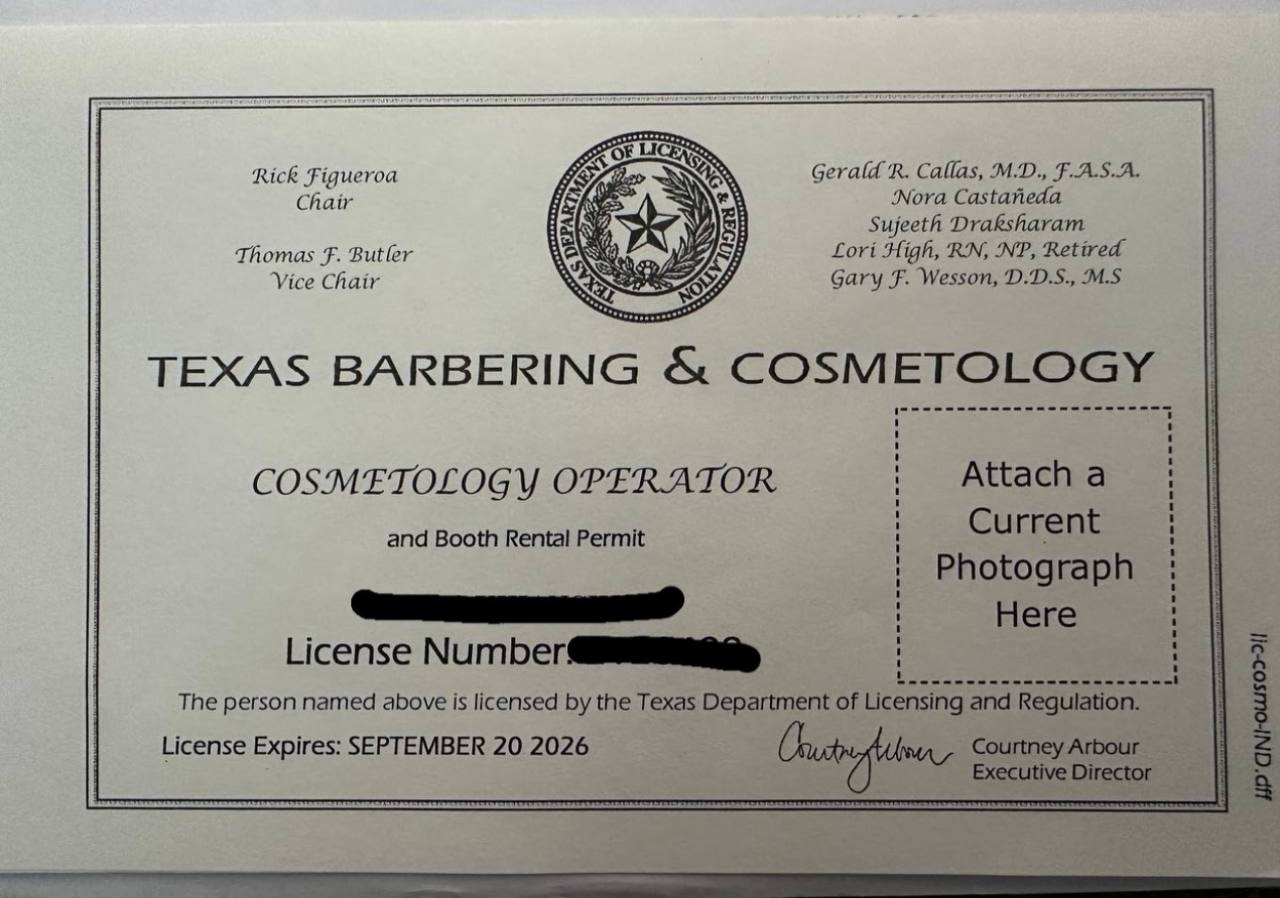 Rick Figueroa
Chair
Thomas F. Butler
Vice Chair
TEXAS DEPARTMENT OF LICENSING & REGULATION
Gerald R. Callas, M.D., F.A.S.A.
Nora Castañeda
Sujeeth Draksharam
Lori High, RN, NP, Retired
Gary F. Wesson, D.D.S., M.S
TEXAS BARBERING & COSMETOLOGY
COSMETOLOGY OPERATOR
and Booth Rental Permit
Attach a
Current
Photograph
Here
License Number:
The person named above is licensed by the Texas Department of Licensing and Regulation.
License Expires: SEPTEMBER 20 2026
Courtney Arbour
Courtney Arbour
Executive Director
lic-cosmo-IND.dff